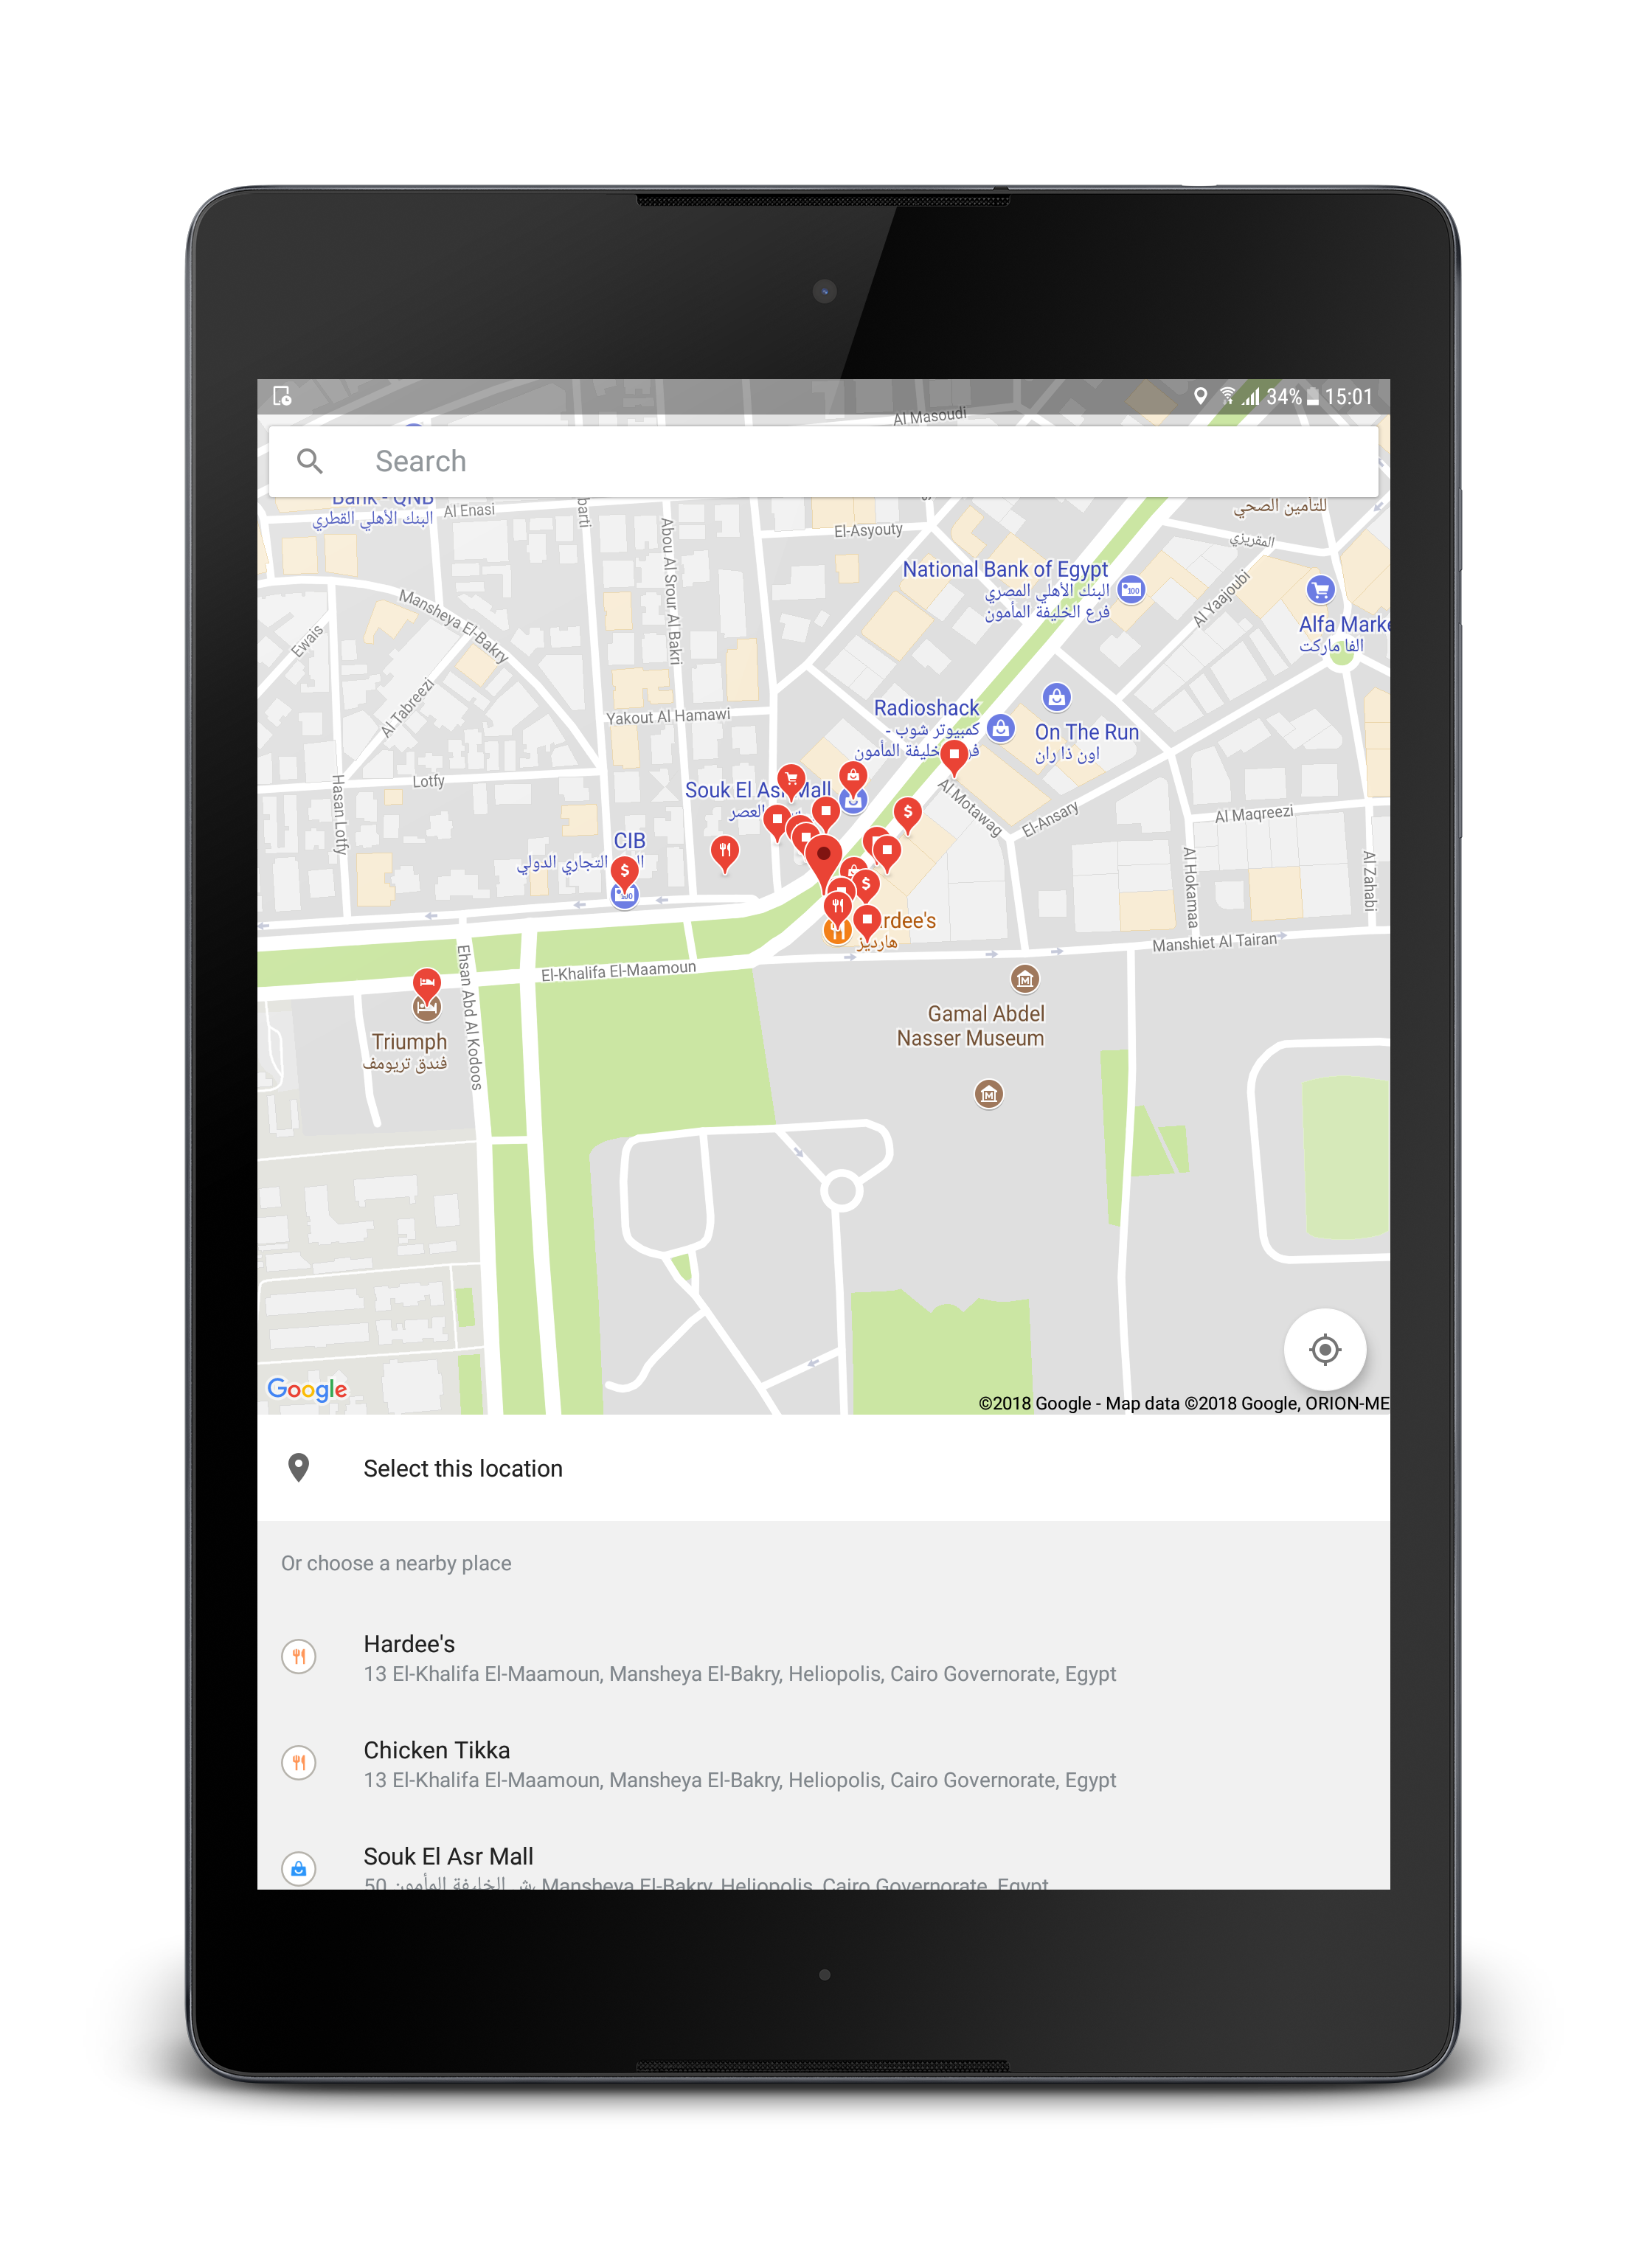 34% 15:01
Al Masoudi
Search
Bank - QNB
البنك الأهلي القطري
Al Enasi
Abou Al Srour Al Bakri
El-Asyouty
للتأمين الصحي
المقريزي
National Bank of Egypt
البنك الأهلي المصري
فرع الخليفة المأمون
Al Yaajoubi
Alfa Marke
الفا ماركت
Mansheya El-Bakry
Ewais
Al Tabreezi
Yakout Al Hamawi
Radioshack
كمبيوتر شوب -
On The Run
اون ذا ران
Lotfy
Hasan Lotfy
Souk El Asr Mall
العصر
Al Motawag
El-Ansary
Al Maqreezi
CIB
التجاري الدولي
Al Hokamaa
Al Zahabi
rdee's
هارديز
Manshiet Al Tairan
El-Khalifa El-Maamoun
Ehsan Abd Al Kodoos
Gamal Abdel
Nasser Museum
Triumph
فندق تريومف
Google
©2018 Google - Map data ©2018 Google, ORION-ME
Select this location
Or choose a nearby place
Hardee's
13 El-Khalifa El-Maamoun, Mansheya El-Bakry, Heliopolis, Cairo Governorate, Egypt
Chicken Tikka
13 El-Khalifa El-Maamoun, Mansheya El-Bakry, Heliopolis, Cairo Governorate, Egypt
Souk El Asr Mall
50 ش الخليفة المأمون, Mansheya El-Bakry, Heliopolis, Cairo Governorate, Egypt